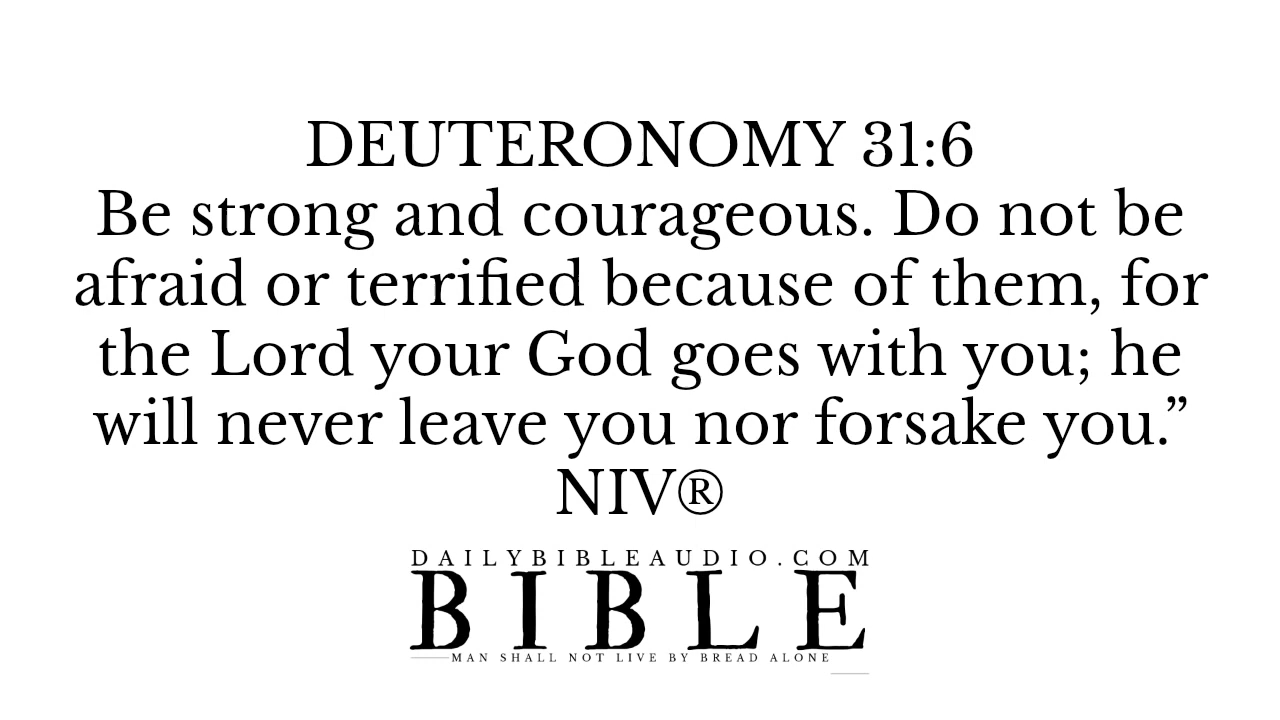 DEUTERONOMY 31:6
Be strong and courageous. Do not be
afraid or terrified because of them, for
the Lord your God goes with you; he
will never leave you nor forsake you.”
NIV®
DAILYBIBLEAUDIO.COM
BIBLE
MAN SHALL NOT LIVE BY BREAD ALONE